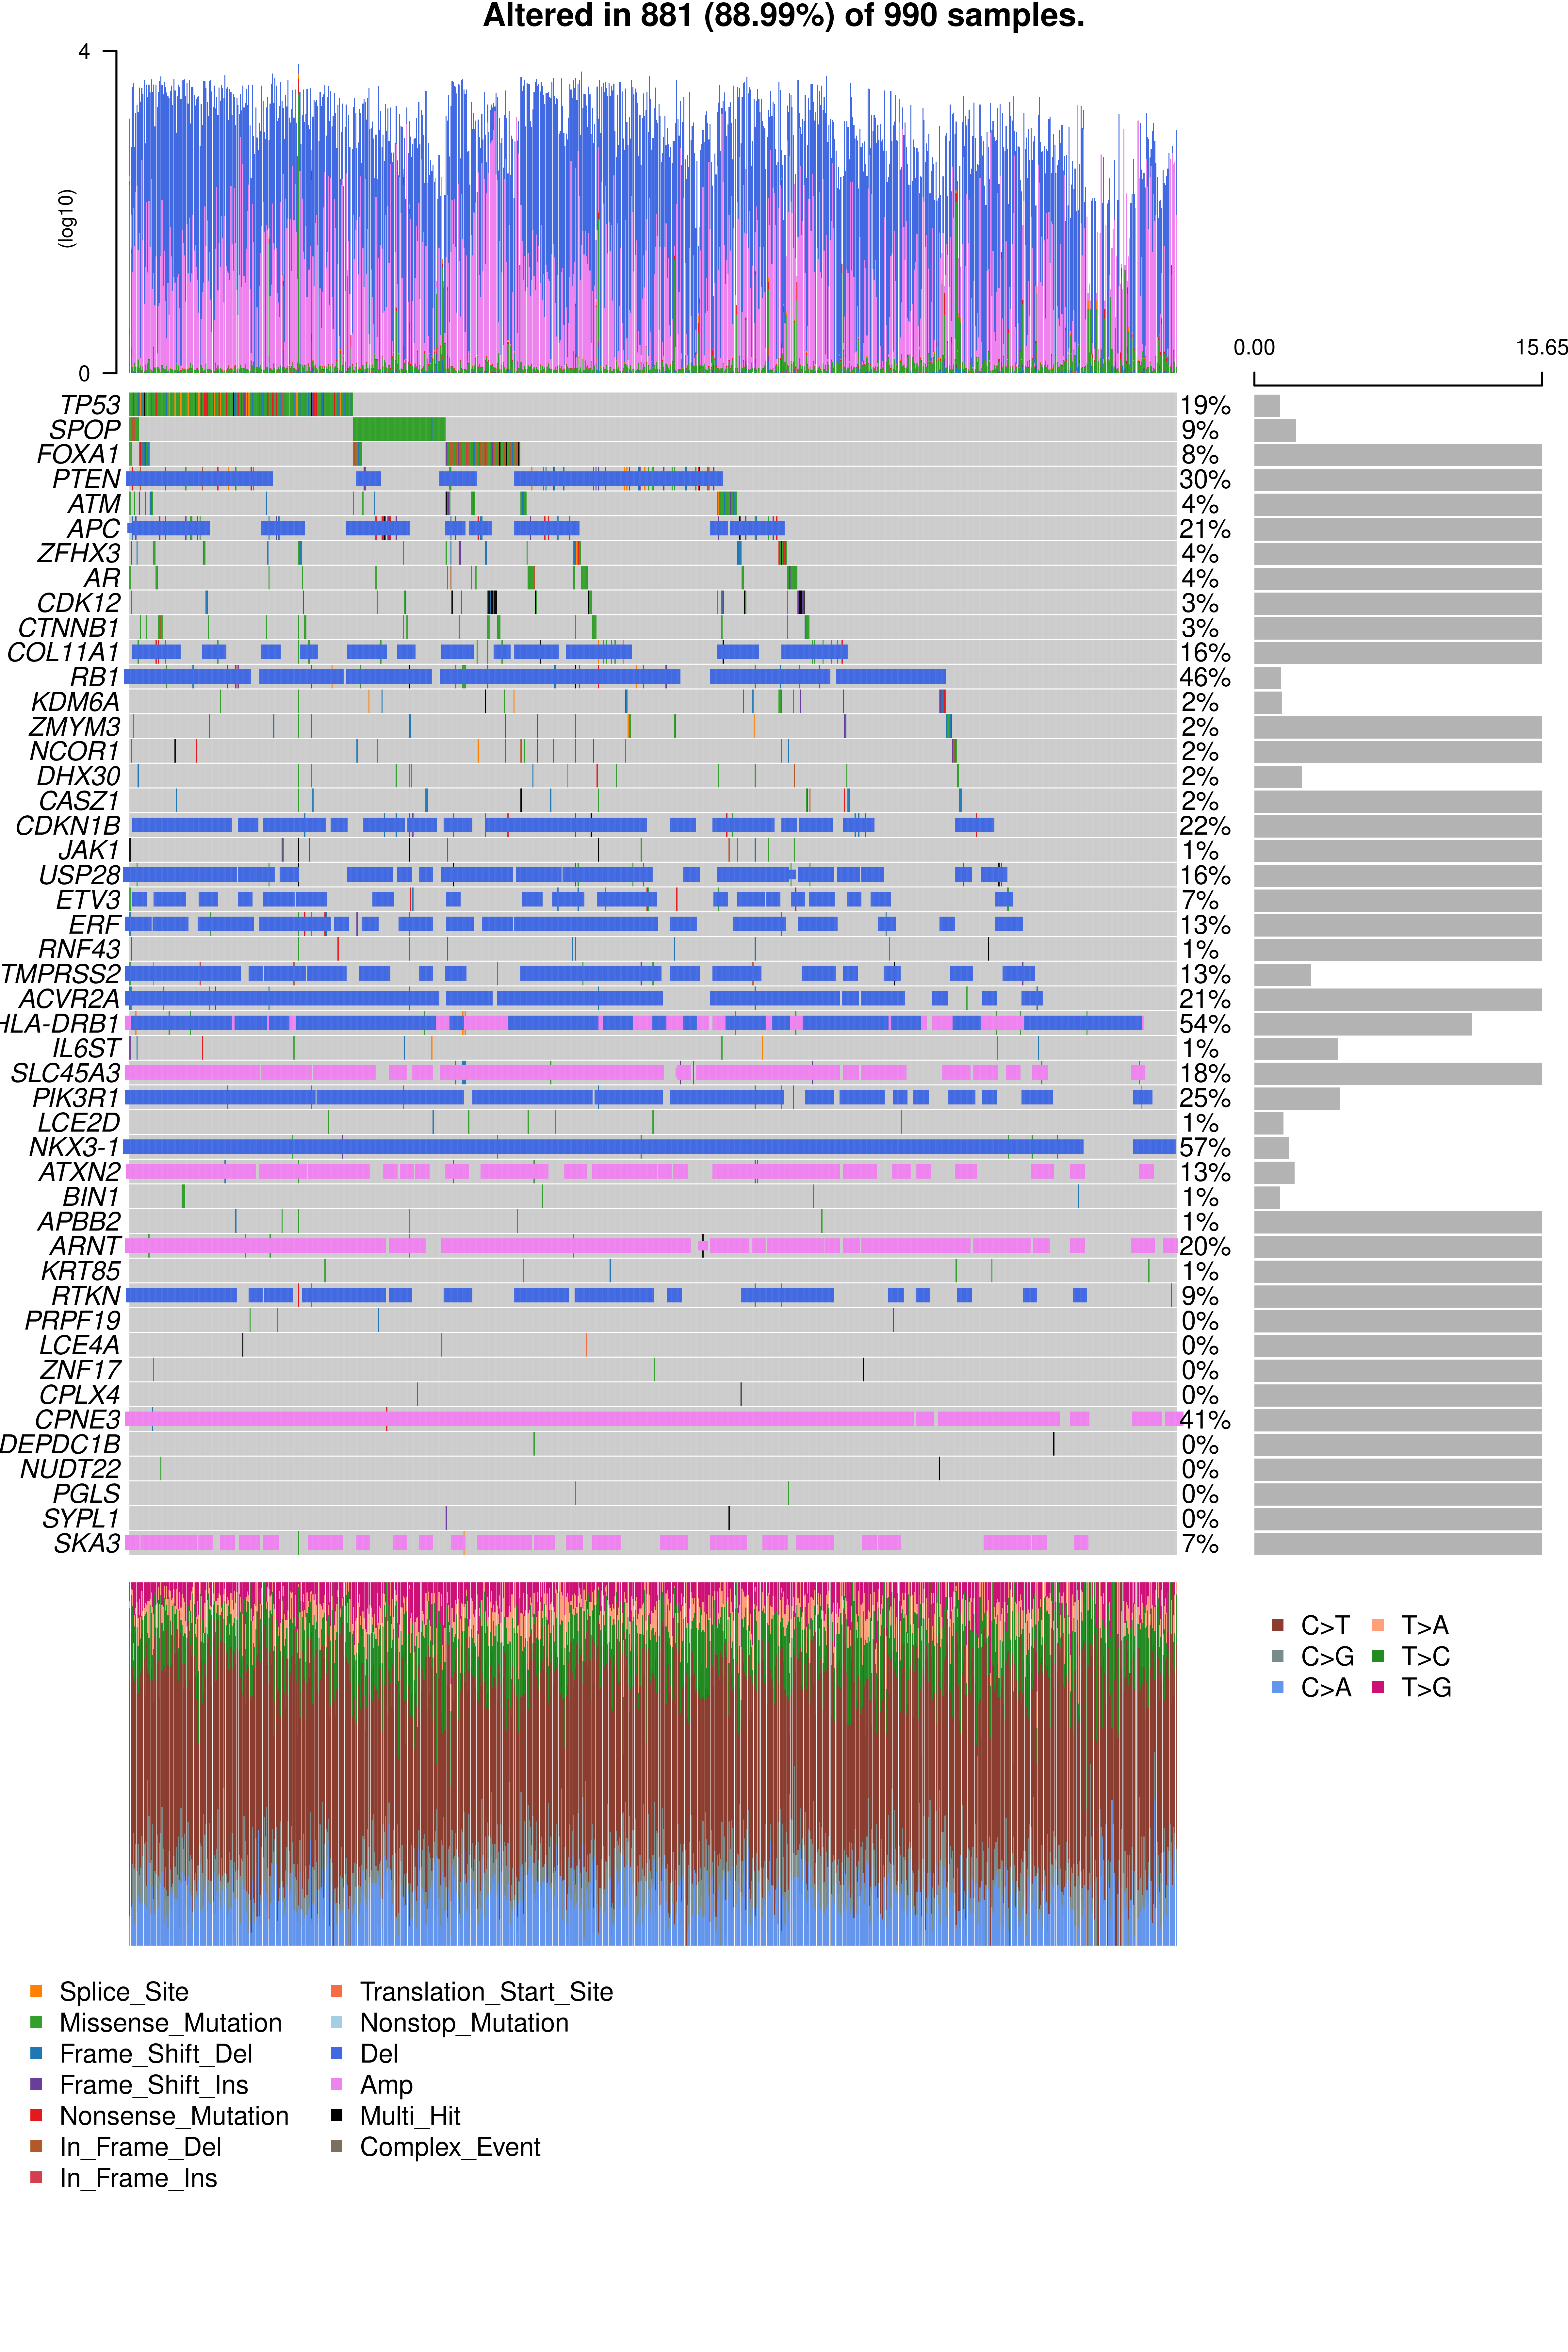 Altered in 881 (88.99%) of 990 samples.
4
(log10)
0
0.00 15.65
TP53 19%
SPOP 9%
FOXA1 8%
PTEN 30%
ATM 4%
APC 21%
ZFHX3 4%
AR 4%
CDK12 3%
CTNNB1 3%
COL11A1 16%
RB1 46%
KDM6A 2%
ZMYM3 2%
NCOR1 2%
DHX30 2%
CASZ1 2%
CDKN1B 22%
JAK1 1%
USP28 16%
ETV3 7%
ERF 13%
RNF43 1%
TMPRSS2 13%
ACVR2A 21%
HLA-DRB1 54%
IL6ST 1%
SLC45A3 18%
PIK3R1 25%
LCE2D 1%
NKX3-1 57%
ATXN2 13%
BIN1 1%
APBB2 1%
ARNT 20%
KRT85 1%
RTKN 9%
PRPF19 0%
LCE4A 0%
ZNF17 0%
CPLX4 0%
CPNE3 41%
DEPDC1B 0%
NUDT22 0%
PGLS 0%
SYPL1 0%
SKA3 7%
C>T T>A
C>G T>C
C>A T>G
Splice_Site Translation_Start_Site
Missense_Mutation Nonstop_Mutation
Frame_Shift_Del Del
Frame_Shift_Ins Amp
Nonsense_Mutation Multi_Hit
In_Frame_Del Complex_Event
In_Frame_Ins